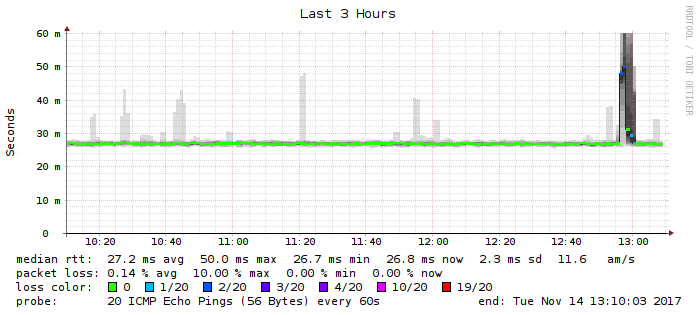 Last 3 Hours
RRDTOOL / TOBI OETIKER
Seconds
60 m
50 m
40 m
30 m
20 m
10 m
0
10:20 10:40 11:00 11:20 11:40 12:00 12:20 12:40 13:00
median rtt: 27.2 ms avg 50.0 ms max 26.7 ms min 26.8 ms now 2.3 ms sd 11.6 am/s
packet loss: 0.14 % avg 10.00 % max 0.00 % min 0.00 % now
loss color: 0 1/20 2/20 3/20 4/20 10/20 19/20
probe: 20 ICMP Echo Pings (56 Bytes) every 60s end: Tue Nov 14 13:10:03 2017